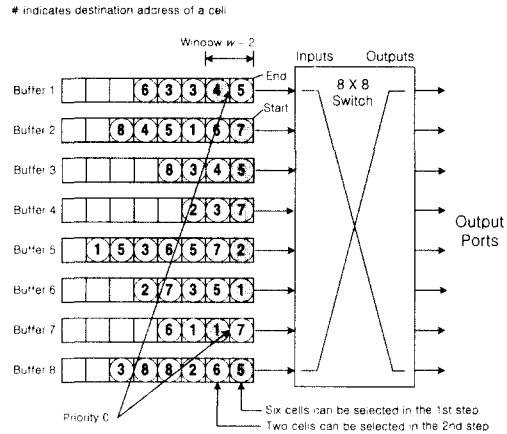 # indicates destination address of a cell
Window w = 2
Inputs Outputs
End
8 X 8
Switch
Start
Buffer 1 6 3 3 4 5
Buffer 2 8 4 5 1 6 7
Buffer 3 8 3 4 5
Buffer 4 2 3 7
Buffer 5 1 5 3 6 5 7 2
Buffer 6 2 7 3 5 1
Buffer 7 6 1 1 7
Buffer 8 3 8 8 2 6 5
Output
Ports
Priority C
Six cells can be selected in the 1st step
Two cells can be selected in the 2nd step